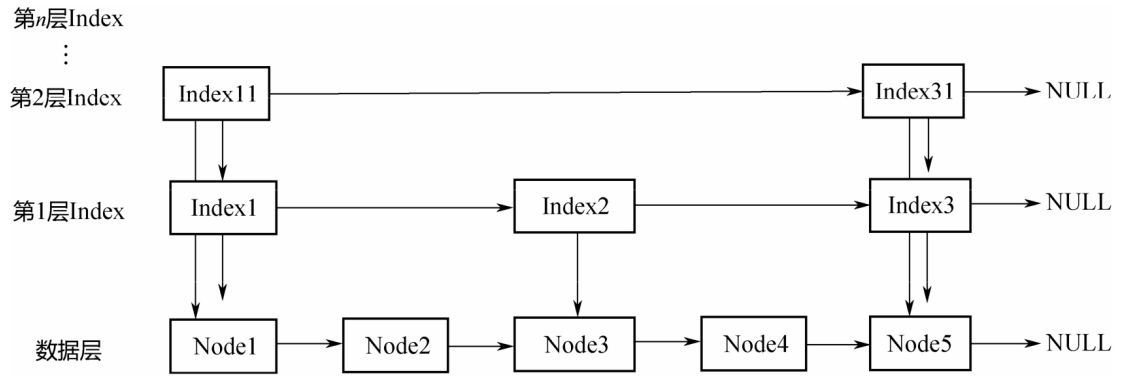 第n层Index
⋮
第2层Index
Index11
Index31
NULL
第1层Index
Index1
Index2
Index3
NULL
数据层
Node1
Node2
Node3
Node4
Node5
NULL